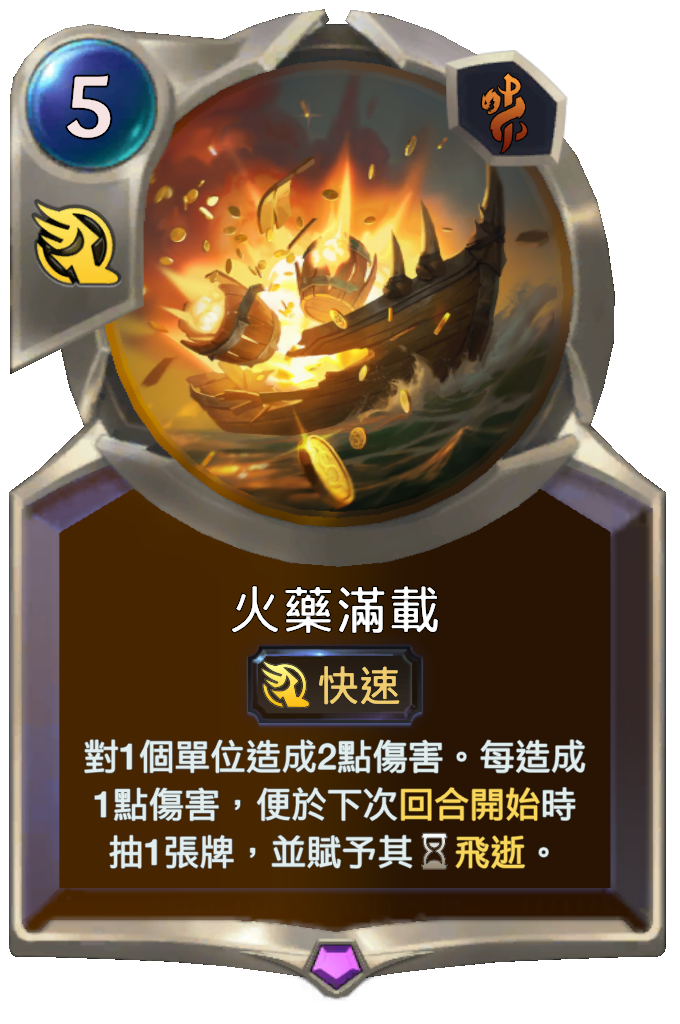 5
火藥滿載
快速
對1個單位造成2點傷害。每造成
1點傷害，便於下次回合開始時
抽1張牌，並賦予其飛逝。